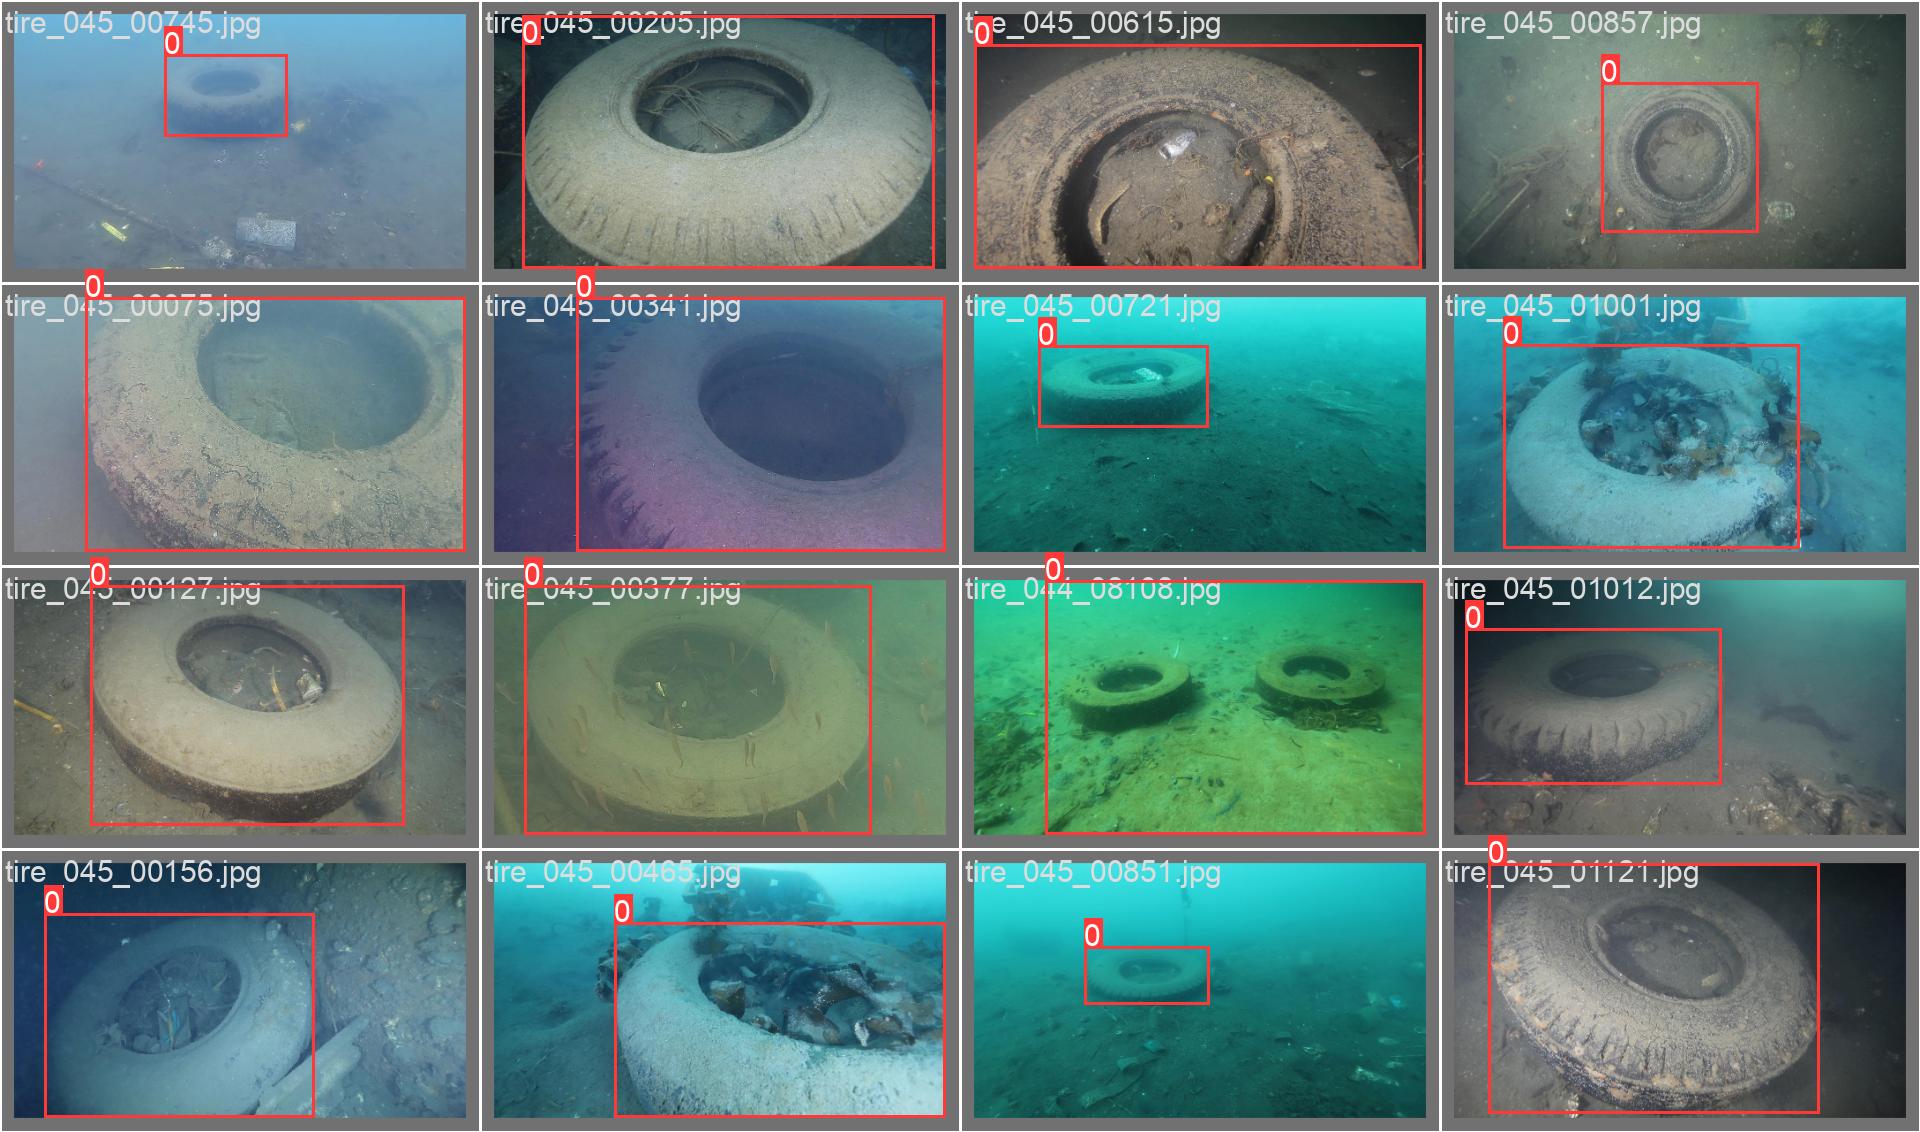 tire_045_00745.jpg
0
tire_045_00205.jpg
0
tire_045_00615.jpg
0
tire_045_00857.jpg
0
tire_045_00075.jpg
0
tire_045_00341.jpg
0
tire_045_00721.jpg
0
tire_045_01001.jpg
0
tire_045_00127.jpg
0
tire_045_00377.jpg
0
tire_044_08108.jpg
0
tire_045_01012.jpg
0
tire_045_00156.jpg
0
tire_045_00465.jpg
0
tire_045_00851.jpg
0
tire_045_01121.jpg
0